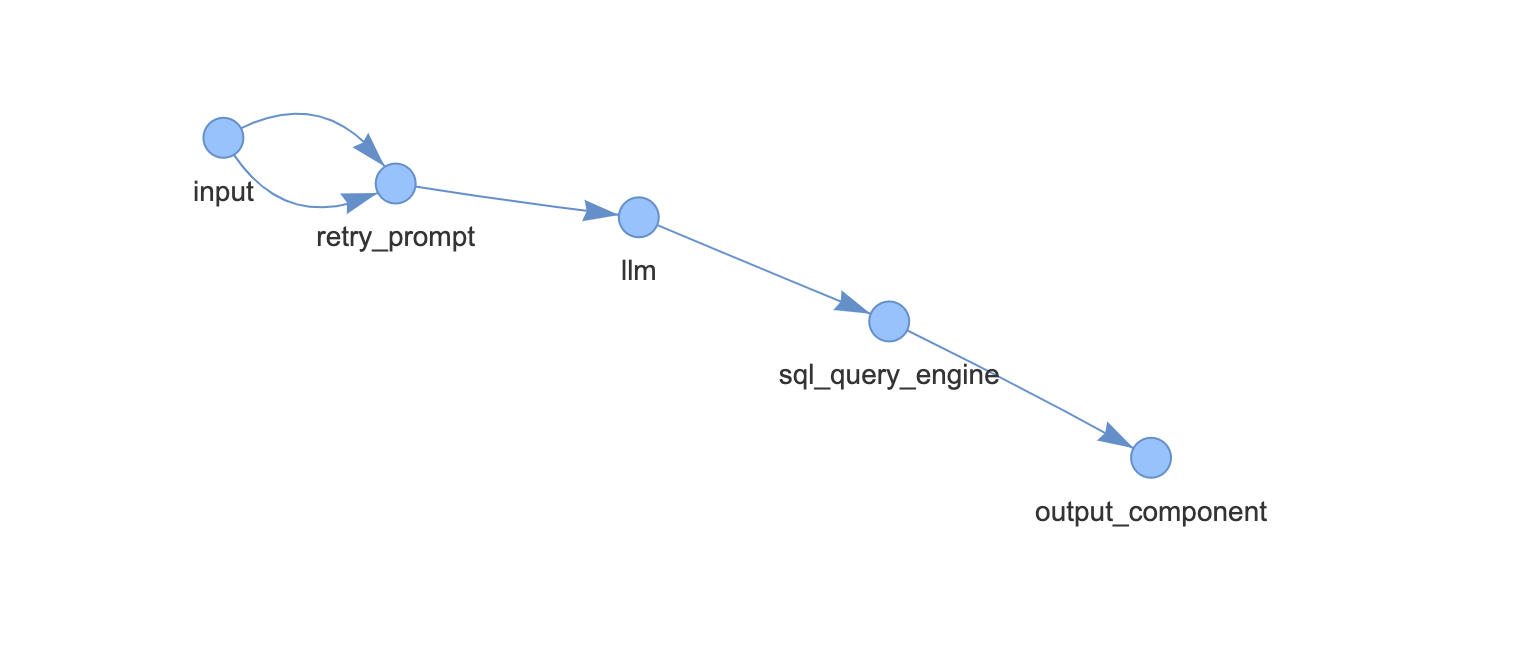 input
retry_prompt
llm
sql_query_engine
output_component